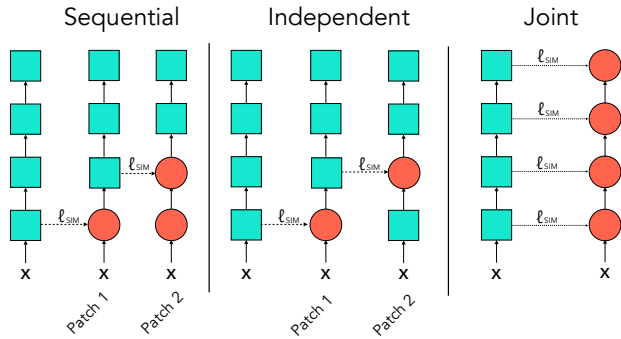 Sequential
Independent
Joint
ℓSIM
ℓSIM
ℓSIM
ℓSIM
ℓSIM
ℓSIM
ℓSIM
ℓSIM
x
x
x
x
x
x
x
x
Patch 1
Patch 2
Patch 1
Patch 2